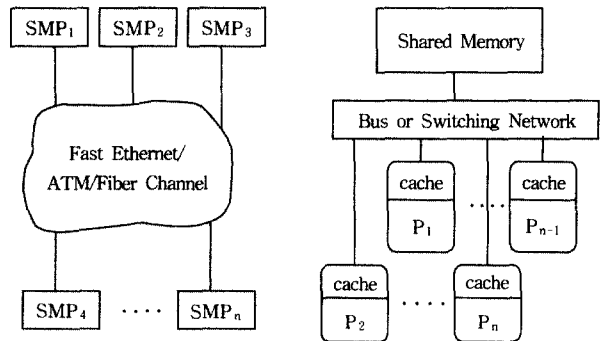 SMP₁ SMP₂ SMP₃
Fast Ethernet/
ATM/Fiber Channel
SMP₄ ···· SMPₙ
Shared Memory
Bus or Switching Network
cache cache
P₁ ···· Pₙ₋₁
cache cache
P₂ ···· Pₙ